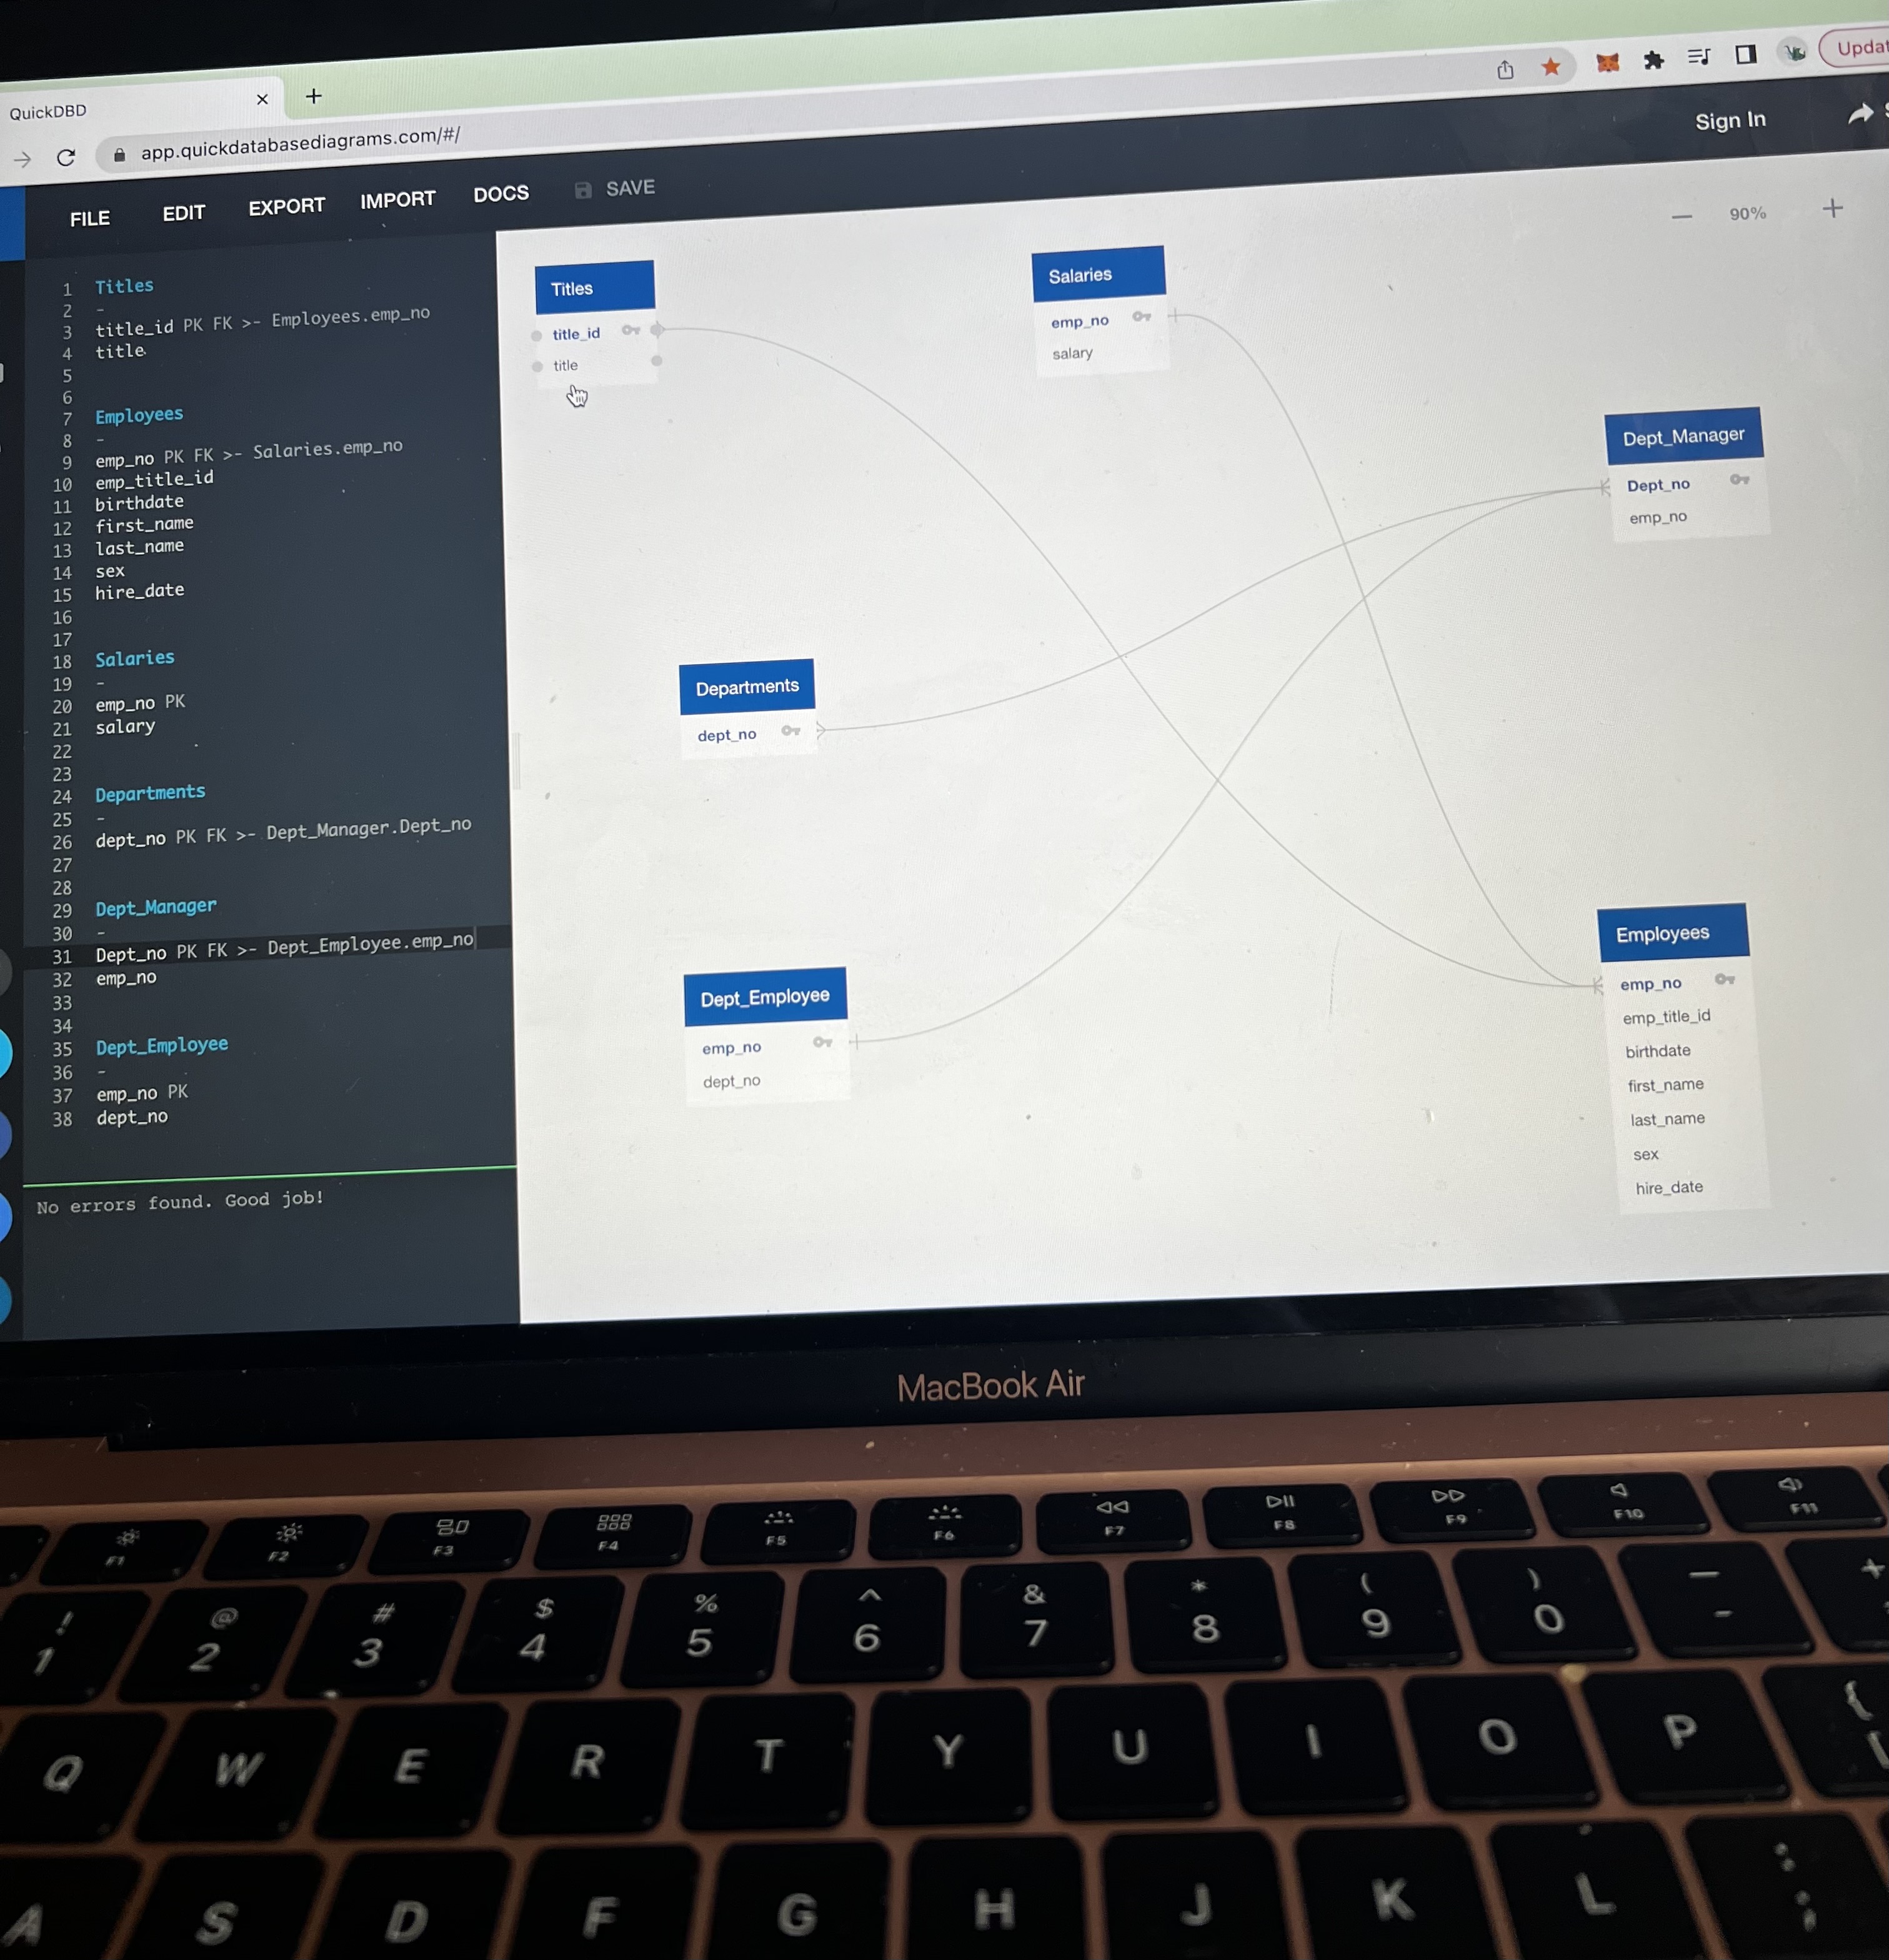 QuickDBD
app.quickdatabasediagrams.com/#/
Updat
Sign In
FILE EDIT EXPORT IMPORT DOCS SAVE
90%
1 Titles
2 -
3 title_id PK FK >- Employees.emp_no
4 title
5
6
7 Employees
8 -
9 emp_no PK FK >- Salaries.emp_no
10 emp_title_id
11 birthdate
12 first_name
13 last_name
14 sex
15 hire_date
16
17
18 Salaries
19 -
20 emp_no PK
21 salary
22
23
24 Departments
25 -
26 dept_no PK FK >- Dept_Manager.Dept_no
27
28
29 Dept_Manager
30 -
31 Dept_no PK FK >- Dept_Employee.emp_no
32 emp_no
33
34
35 Dept_Employee
36 -
37 emp_no PK
38 dept_no
No errors found. Good job!
Titles
title_id
title
Salaries
emp_no
salary
Dept_Manager
Dept_no
emp_no
Departments
dept_no
Dept_Employee
emp_no
dept_no
Employees
emp_no
emp_title_id
birthdate
first_name
last_name
sex
hire_date
MacBook Air
F1 F2 F3 F4 F5 F6 F7 F8 F9 F10 F11
! @ # $ % ^ & * ( ) — +
1 2 3 4 5 6 7 8 9 0 -
Q W E R T Y U I O P {
A S D F G H J K L : ;